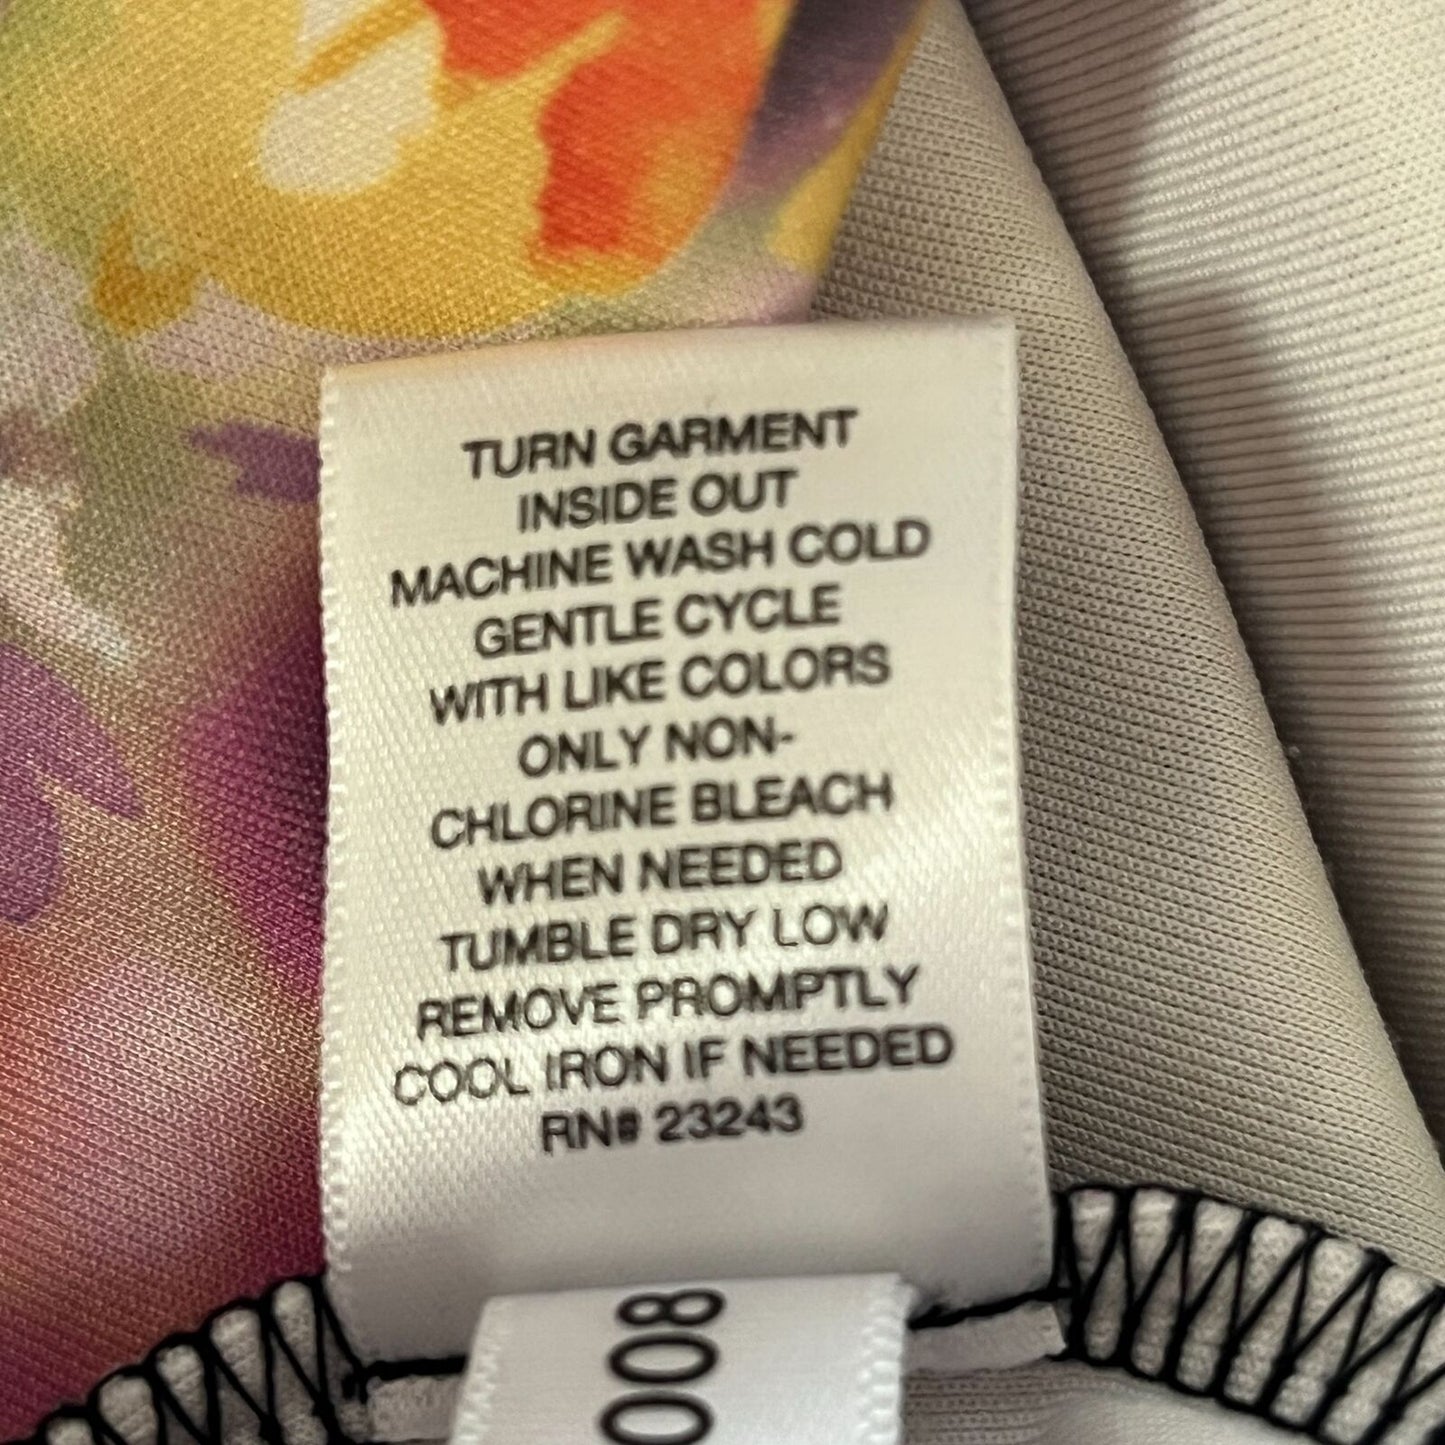 TURN GARMENT
INSIDE OUT
MACHINE WASH COLD
GENTLE CYCLE
WITH LIKE COLORS
ONLY NON-
CHLORINE BLEACH
WHEN NEEDED
TUMBLE DRY LOW
REMOVE PROMPTLY
COOL IRON IF NEEDED
RN# 23243
0008